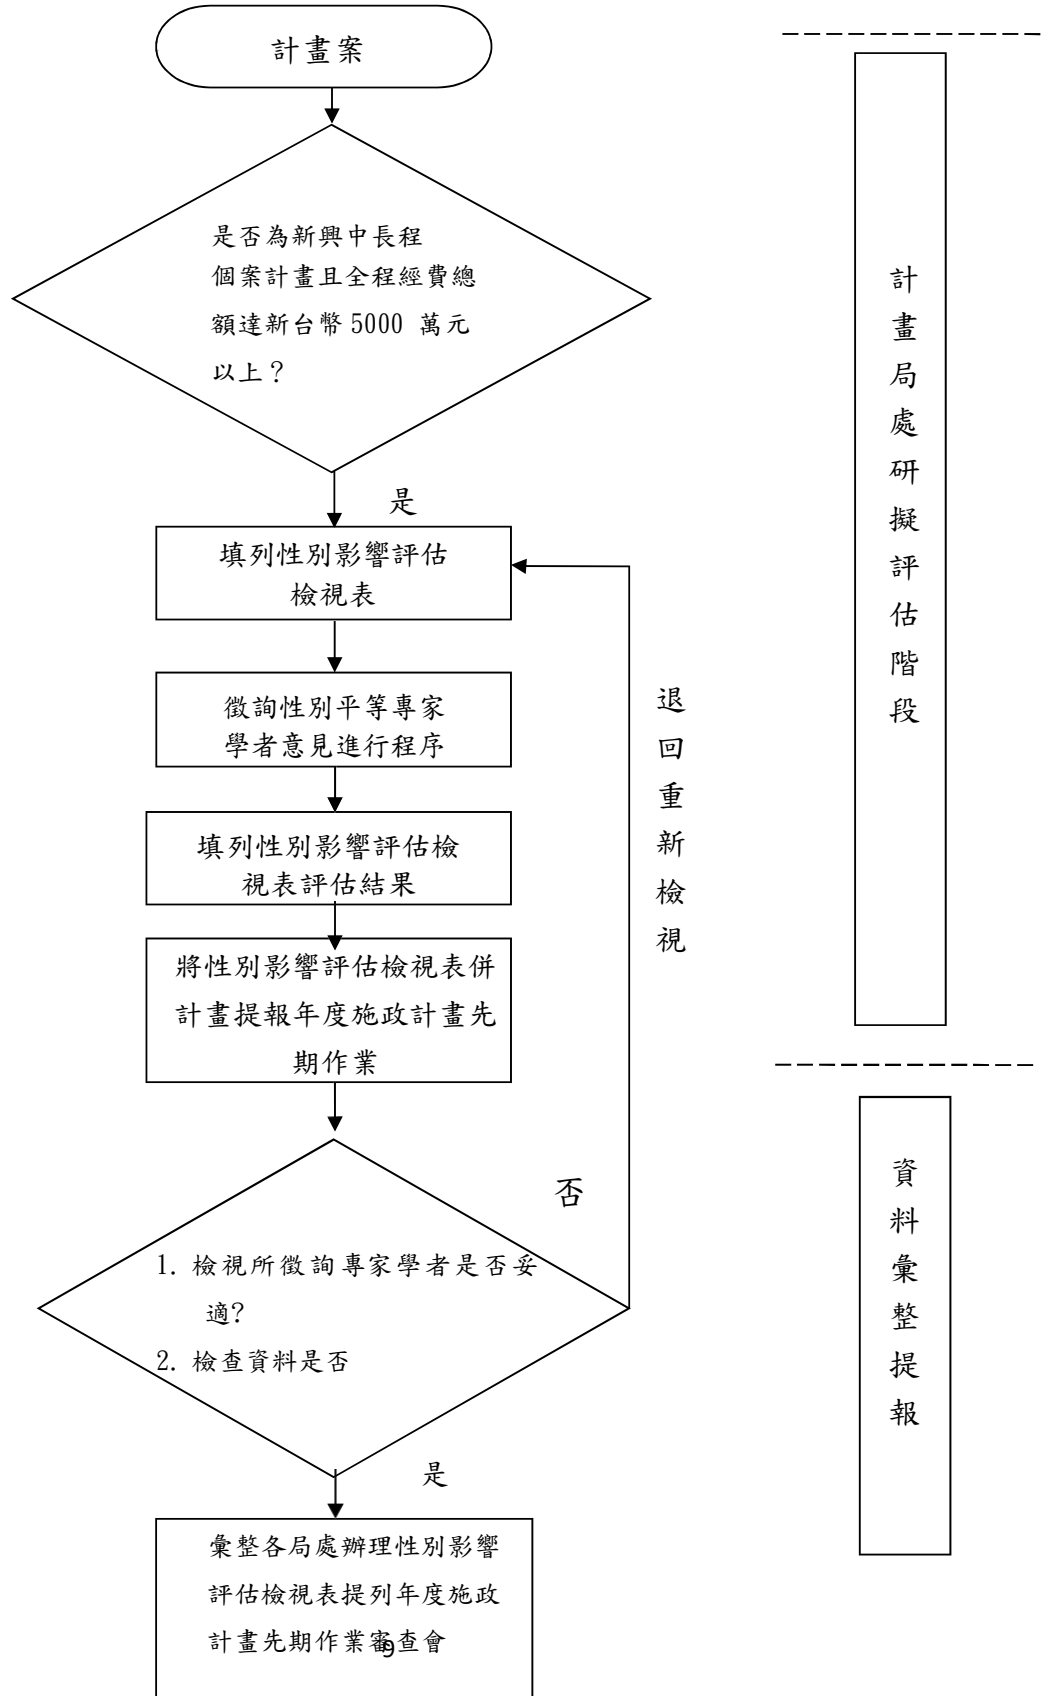 計畫案
是否為新興中長程
個案計畫且全程經費總
額達新台幣 5000 萬元
以上？
是
填列性別影響評估
檢視表
徵詢性別平等專家
學者意見進行程序
填列性別影響評估檢
視表評估結果
將性別影響評估檢視表併
計畫提報年度施政計畫先
期作業
退回重新檢視
否
1. 檢視所徵詢專家學者是否妥
適?
2. 檢查資料是否
是
彙整各局處辦理性別影響
評估檢視表提列年度施政
計畫先期作業審查會
9
計畫局處研擬評估階段
資料彙整提報